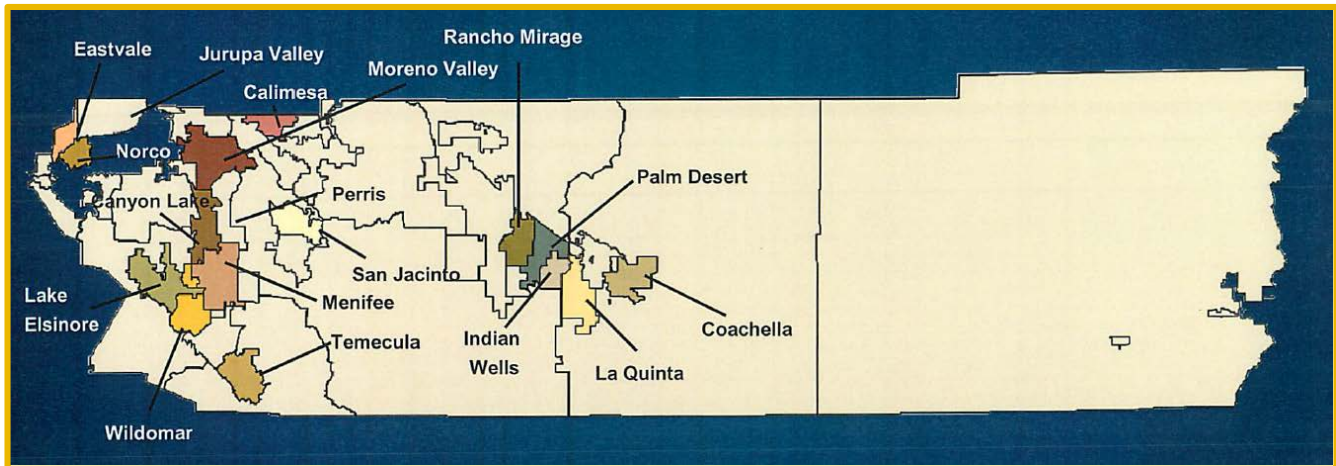 Rancho Mirage
Eastvale
Jurupa Valley
Moreno Valley
Calimesa
Norco
Palm Desert
Canyon Lake
Perris
San Jacinto
Lake
Elsinore
Menifee
Temecula
Indian
Wells
Coachella
La Quinta
Wildomar